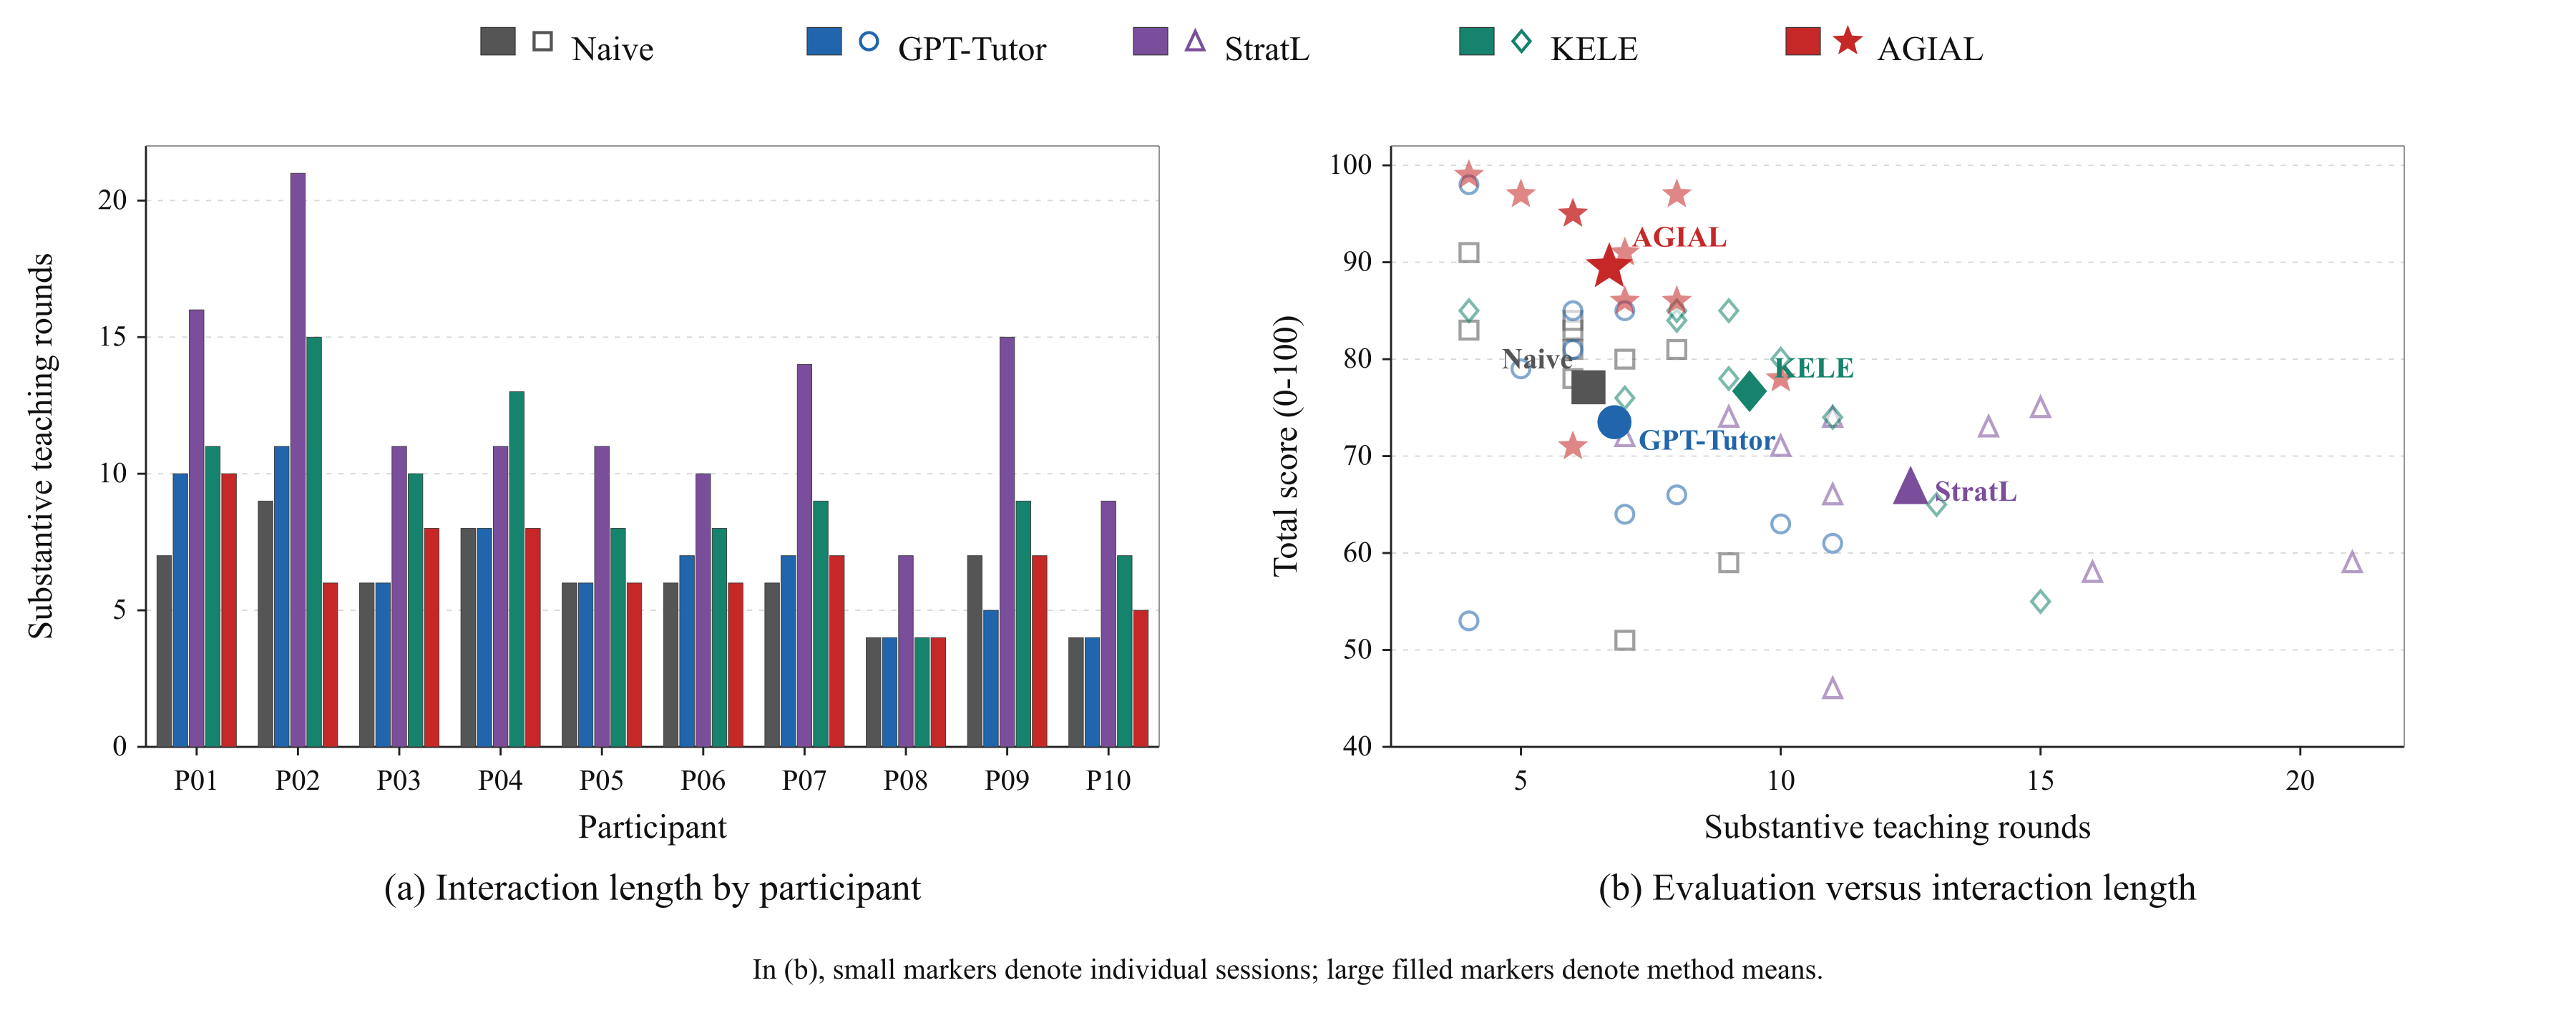 Naive GPT-Tutor StratL KELE AGIAL
Substantive teaching rounds
20
15
10
5
0
P01 P02 P03 P04 P05 P06 P07 P08 P09 P10
Participant
(a) Interaction length by participant
Total score (0-100)
100
90
80
70
60
50
40
AGIAL
Naive
KELE
GPT-Tutor
StratL
5 10 15 20
Substantive teaching rounds
(b) Evaluation versus interaction length
In (b), small markers denote individual sessions; large filled markers denote method means.